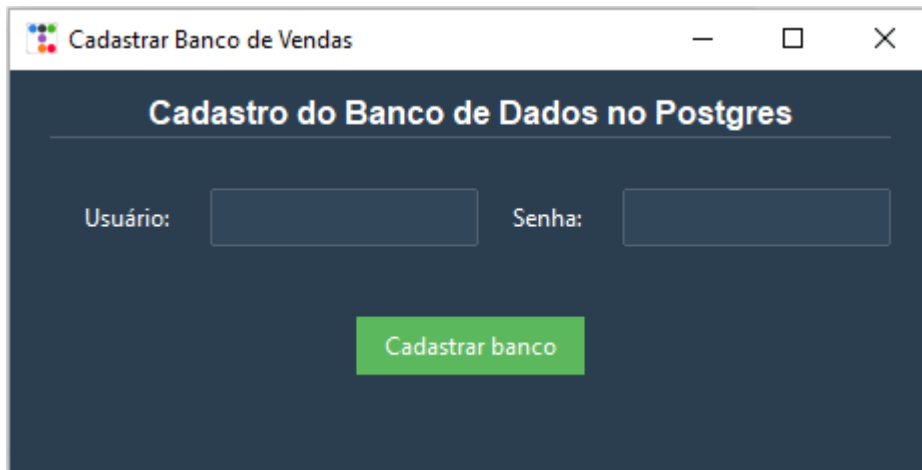 Cadastrar Banco de Vendas
Cadastro do Banco de Dados no Postgres
Usuário: Senha:
Cadastrar banco